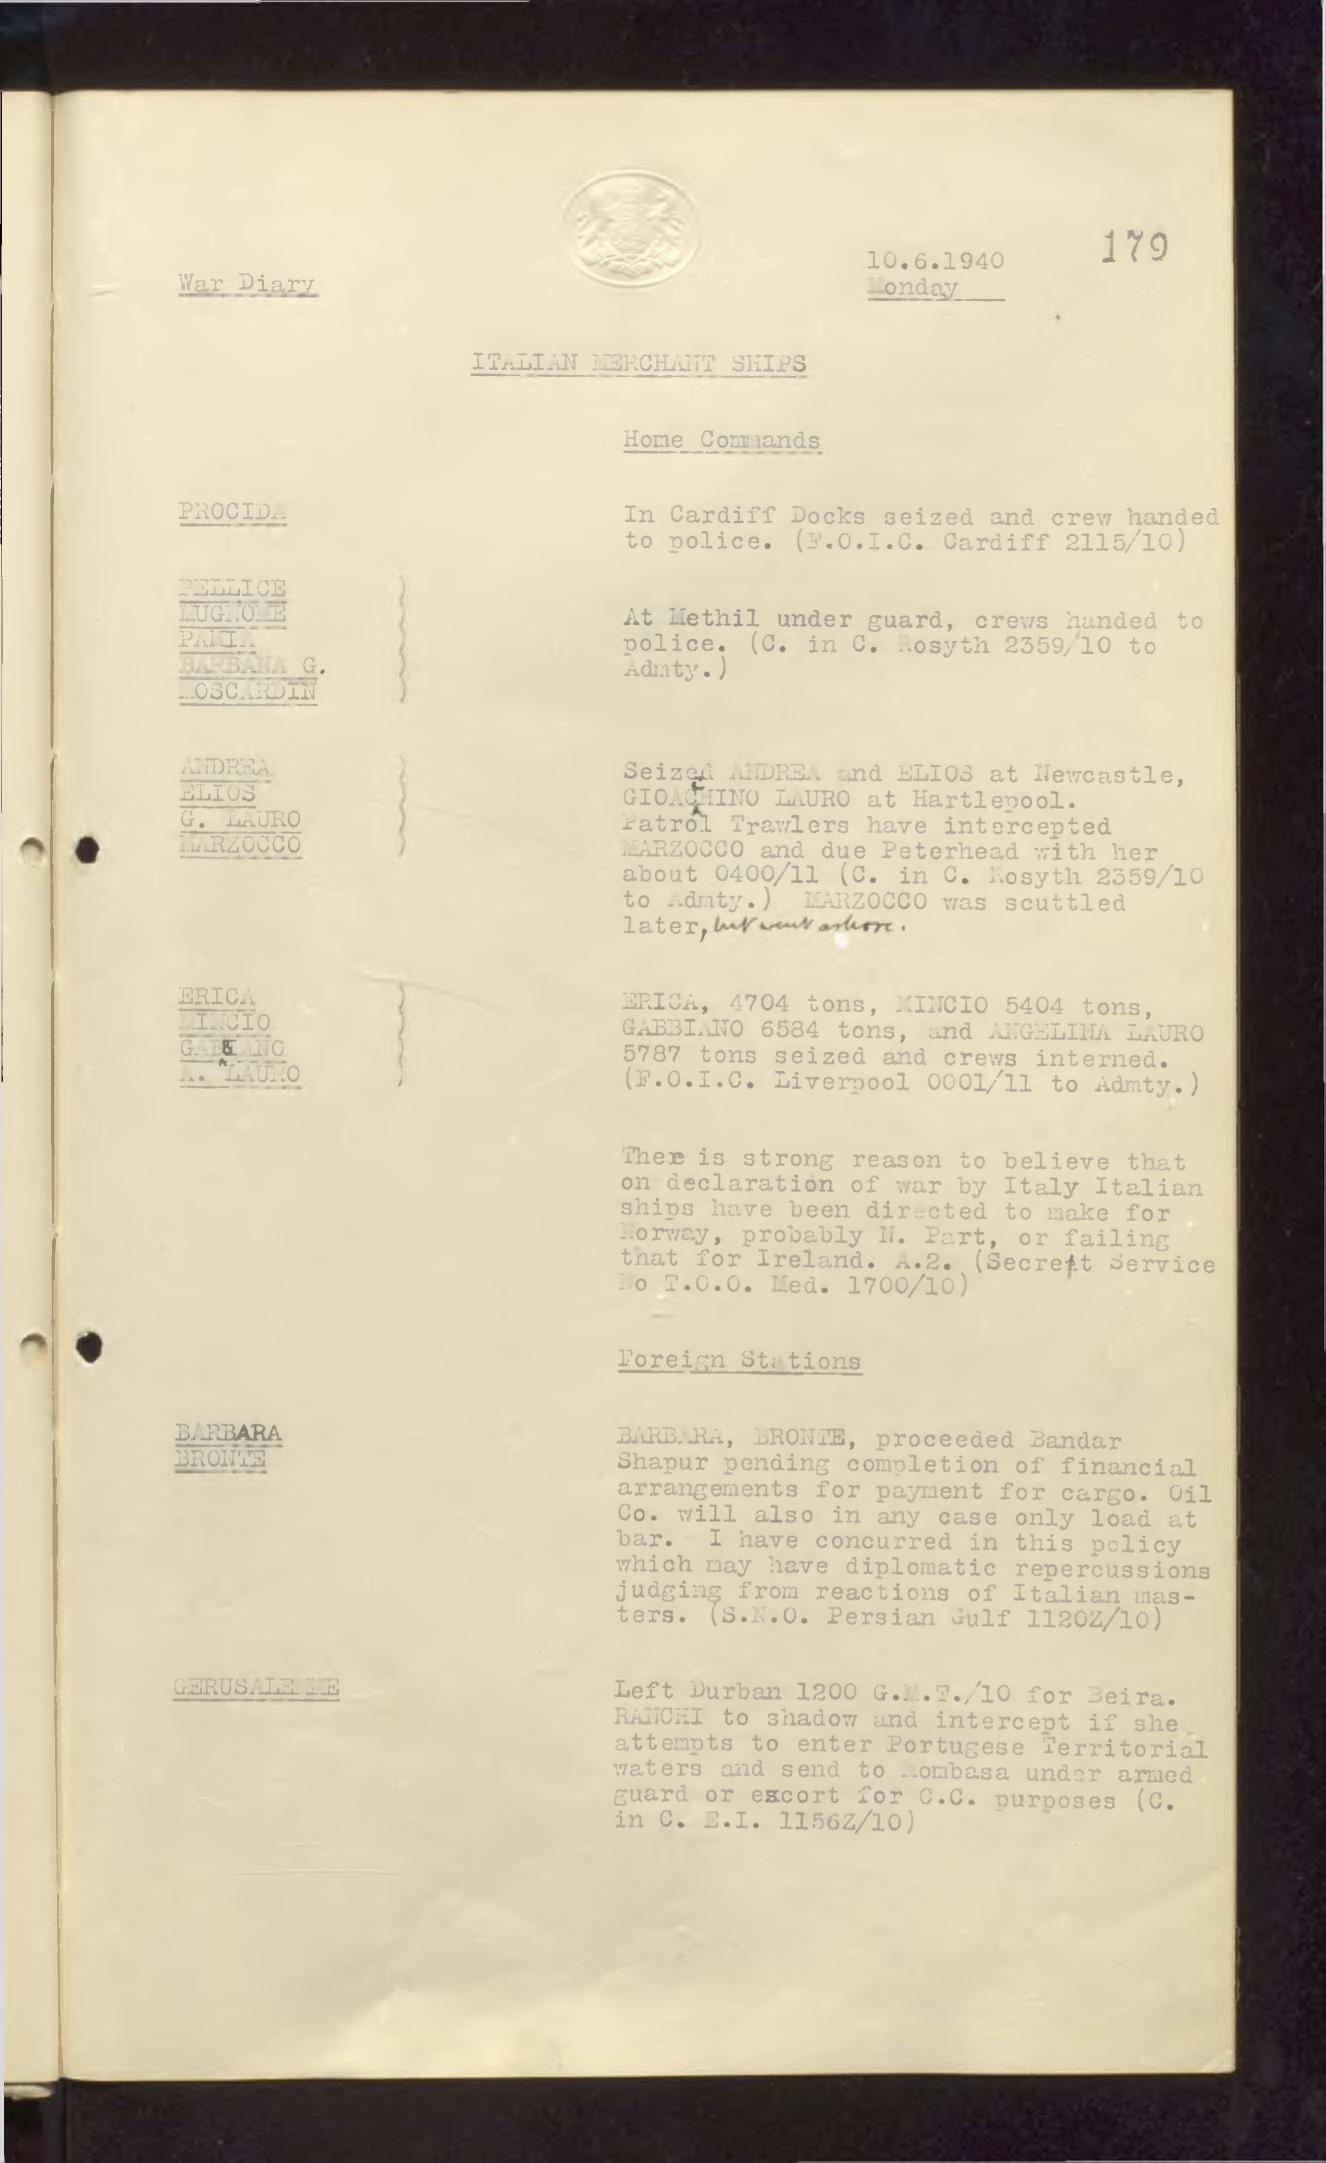 179
10.6.1940
War Diary
Monday
ITALIAN MERCHANT SHIPS
Home Commands
PROCIDA
In Cardiff Docks seized and crew handed
to police. (F.O.I.C. Cardiff 2115/10)
PELLICE
MUGNONE
PAMIA
BARBANA G.
MOSCARDIN
At Methil under guard, crews handed to
police. (C. in C. Rosyth 2359/10 to
Admty.)
ANDREA
ELIOS
G. LAURO
MARZOCCO
Seized ANDREA and ELIOS at Newcastle,
GIOACCHINO LAURO at Hartlepool.
Patrol Trawlers have intercepted
MARZOCCO and due Peterhead with her
about 0400/11 (C. in C. Rosyth 2359/10
to Admty.) MARZOCCO was scuttled
later, but went ashore.
ERICA
MINCIO
GABBIANO
A. LAURO
ERICA, 4704 tons, MINCIO 5404 tons,
GABBIANO 6584 tons, and ANGELINA LAURO
5787 tons seized and crews interned.
(F.O.I.C. Liverpool 0001/11 to Admty.)
There is strong reason to believe that
on declaration of war by Italy Italian
ships have been directed to make for
Norway, probably N. Part, or failing
that for Ireland. A.2. (Secret Service
No T.O.O. Med. 1700/10)
Foreign Stations
BARBARA
BRONTE
BARBARA, BRONTE, proceeded Bandar
Shapur pending completion of financial
arrangements for payment for cargo. Oil
Co. will also in any case only load at
bar. I have concurred in this policy
which may have diplomatic repercussions
judging from reactions of Italian mas-
ters. (S.N.O. Persian Gulf 1120Z/10)
GERUSALEMME
Left Durban 1200 G.M.T./10 for Beira.
RANCHI to shadow and intercept if she
attempts to enter Portugese Territorial
waters and send to Mombasa under armed
guard or escort for C.C. purposes (C.
in C. E.I. 1156Z/10)